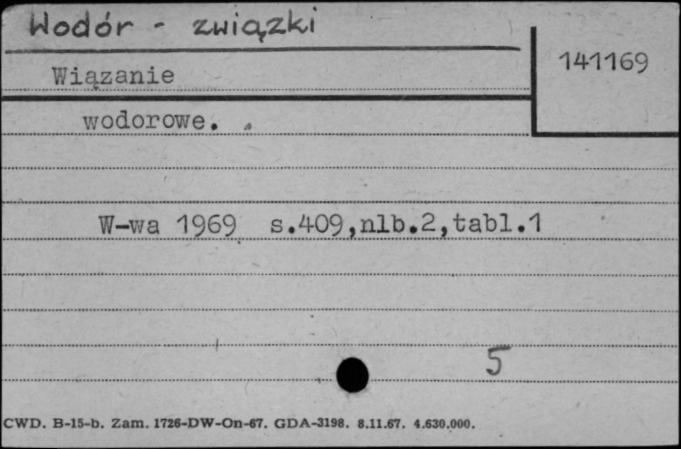 Wodór - związki
141169
Wiązanie
wodorowe.
W-wa 1969 s.409,nlb.2,tabl.1
5
CWD. B-15-b. Zam. 1726-DW-On-67. GDA-3198. 8.11.67. 4.630.000.